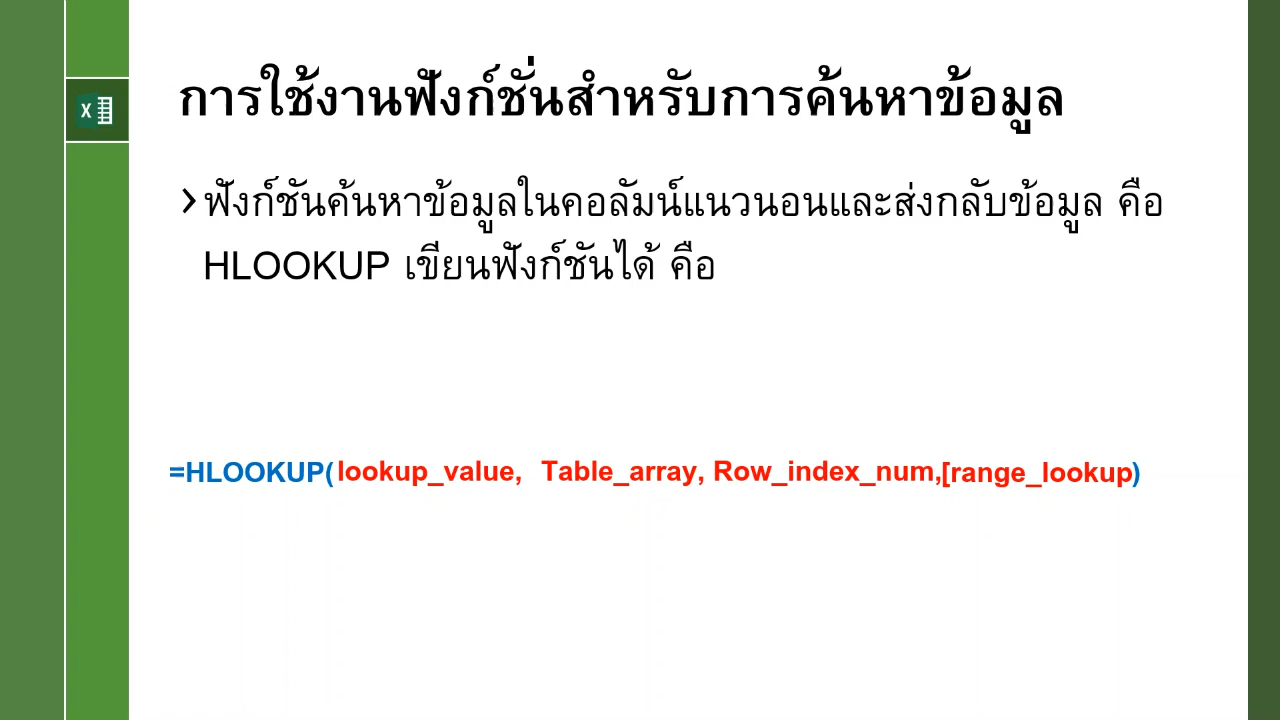 การใช้งานฟังก์ชั่นสำหรับการค้นหาข้อมูล
›ฟังก์ชันค้นหาข้อมูลในคอลัมน์แนวนอนและส่งกลับข้อมูล คือ
HLOOKUP เขียนฟังก์ชันได้ คือ
=HLOOKUP(lookup_value, Table_array, Row_index_num,[range_lookup)